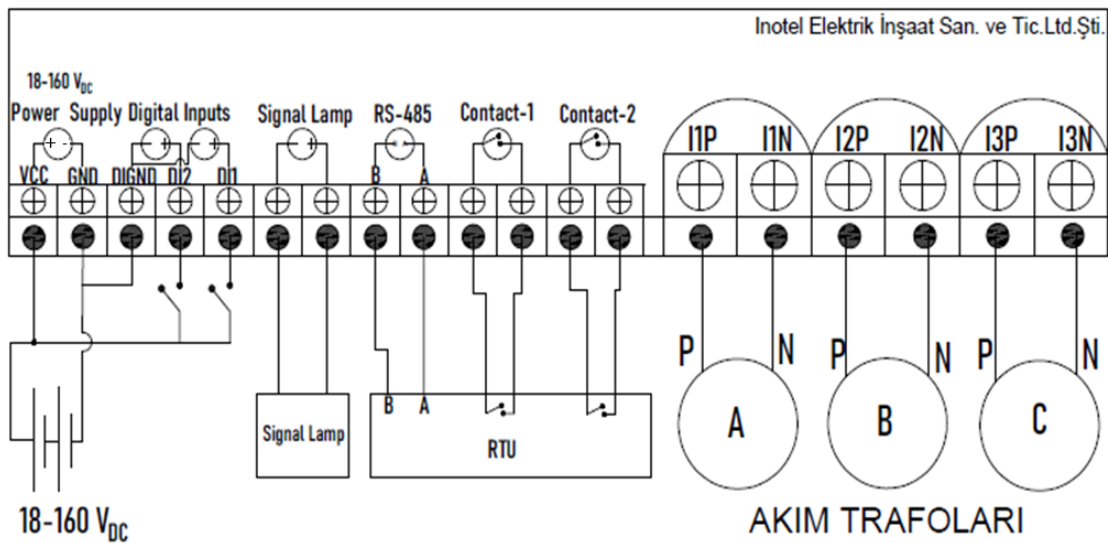 Inotel Elektrik İnşaat San. ve Tic.Ltd.Şti.
18-160 VDC
Power Supply Digital Inputs Signal Lamp RS-485 Contact-1 Contact-2
I1P I1N I2P I2N I3P I3N
VCC GND DIGND DI2 DI1 B A
P N P N P N
B A
A B C
Signal Lamp
RTU
18-160 VDC
AKIM TRAFOLARI